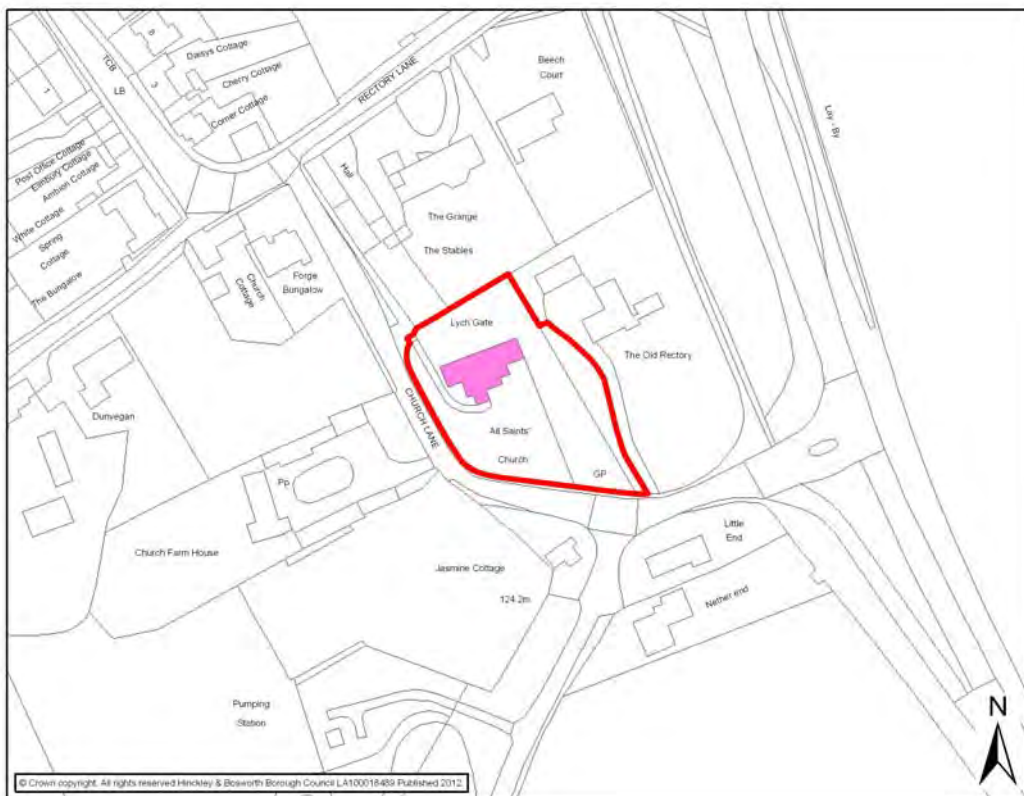 TCB
LB
8
3
1
Daisys Cottage
Cherry Cottage
Corner Cottage
RECTORY LANE
Beech
Court
Lay - By
Post Office Cottage
Elmbury Cottage
Ambion Cottage
White Cottage
Spring
Cottage
The Bungalow
Hall
The Grange
The Stables
Church
Cottage
Forge
Bungalow
Lych Gate
The Old Rectory
Dunvegan
CHURCH LANE
All Saints'
Church
GP
Pp
Church Farm House
Little
End
Jasmine Cottage
124.2m
Nether end
Pumping
Station
N
© Crown copyright. All rights reserved Hinckley & Bosworth Borough Council LA100018489 Published 2012